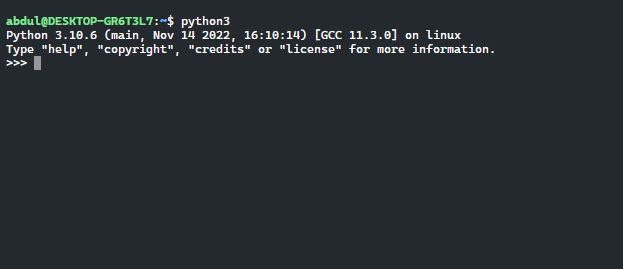 abdul@DESKTOP-GR6T3L7:~$ python3
Python 3.10.6 (main, Nov 14 2022, 16:10:14) [GCC 11.3.0] on linux
Type "help", "copyright", "credits" or "license" for more information.
>>>